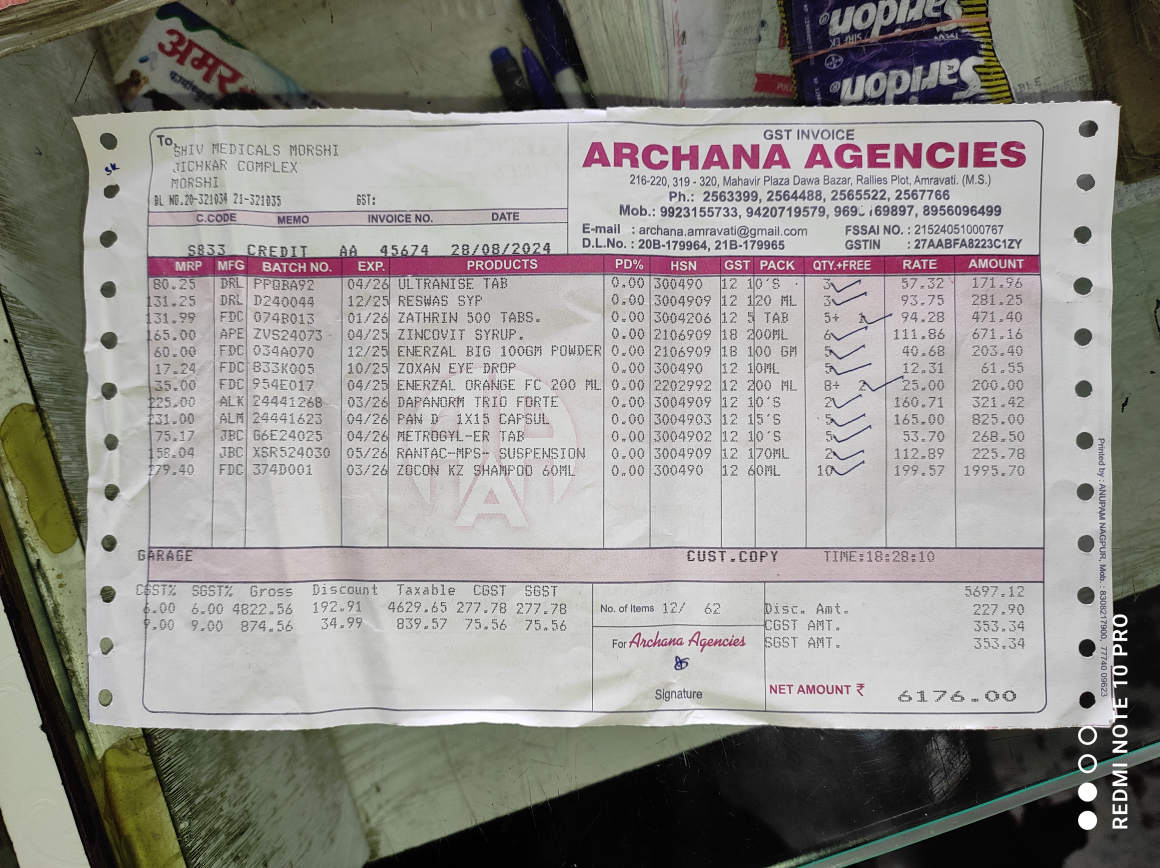 अमर
Saridon
Saridon
To,
SHIV MEDICALS MORSHI
JICHKAR COMPLEX
MORSHI
DL NO.20-321034 21-321035 GST:
C.CODE MEMO INVOICE NO. DATE
S833 CREDIT AA 45674 28/08/2024
GST INVOICE
ARCHANA AGENCIES
216-220, 319 - 320, Mahavir Plaza Dawa Bazar, Rallies Plot, Amravati. (M.S.)
Ph.: 2563399, 2564488, 2565522, 2567766
Mob.: 9923155733, 9420719579, 8956096499
E-mail : archana.amravati@gmail.com FSSAI NO. : 21524051000767
D.L.No. : 20B-179964, 21B-179965 GSTIN : 27AABFA8223C1ZY
MRP MFG BATCH NO. EXP. PRODUCTS PD% HSN GST PACK QTY.+FREE RATE AMOUNT
80.25 DRL PPQBA92 04/26 ULTRANISE TAB 0.00 300490 12 10'S 3 57.32 171.96
131.25 DRL D240044 12/25 RESWAS SYP 0.00 300490 12 120 ML 3 93.75 281.25
131.99 FDC 074B013 01/26 ZATHRIN 500 TABS. 0.00 3004206 12 5 TAB 5+ 1 94.28 471.40
165.00 APE ZVS24073 04/25 ZINCOVIT SYRUP. 0.00 2106909 18 200ML 6 111.86 671.16
60.00 FDC 034A070 12/25 ENERZAL BIG 100GM POWDER 0.00 2106909 18 100 GM 5 40.68 203.40
17.24 FDC 833K005 10/25 ZOXAN EYE DROP 0.00 300490 12 10ML 5 12.31 61.55
35.00 FDC 954E017 04/25 ENERZAL ORANGE FC 200 ML 0.00 2202992 12 200 ML 8+ 2 25.00 200.00
225.00 ALK 24441268 03/26 DAPANORM TRIO FORTE 0.00 3004909 12 10'S 2 160.71 321.42
231.00 ALM 24441623 04/26 PAN D 1X15 CAPSUL 0.00 3004903 12 15'S 5 165.00 825.00
75.17 JBC G6E24025 04/26 METROGYL-ER TAB 0.00 3004902 12 10'S 5 53.70 268.50
158.04 JBC XSR524030 05/26 RANTAC-MPS- SUSPENSION 0.00 3004909 12 170ML 2 112.89 225.78
279.40 FDC 374D001 03/26 ZOCON KZ SHAMPOO 60ML 0.00 300490 12 60ML 10 199.57 1995.70
GARAGE CUST.COPY TIME:18:28:10
CGST% SGST% Gross Discount Taxable CGST SGST
6.00 6.00 4822.56 192.91 4629.65 277.78 277.78
9.00 9.00 874.56 34.99 839.57 75.56 75.56
No. of Items 12/ 62
For Archana Agencies
Signature
5697.12
Disc. Amt. 227.90
CGST AMT. 353.34
SGST AMT. 353.34
NET AMOUNT ₹ 6176.00
Printed by : ANUPAM NAGPUR. Mob. : 8308217900, 77740 09623
REDMI NOTE 10 PRO